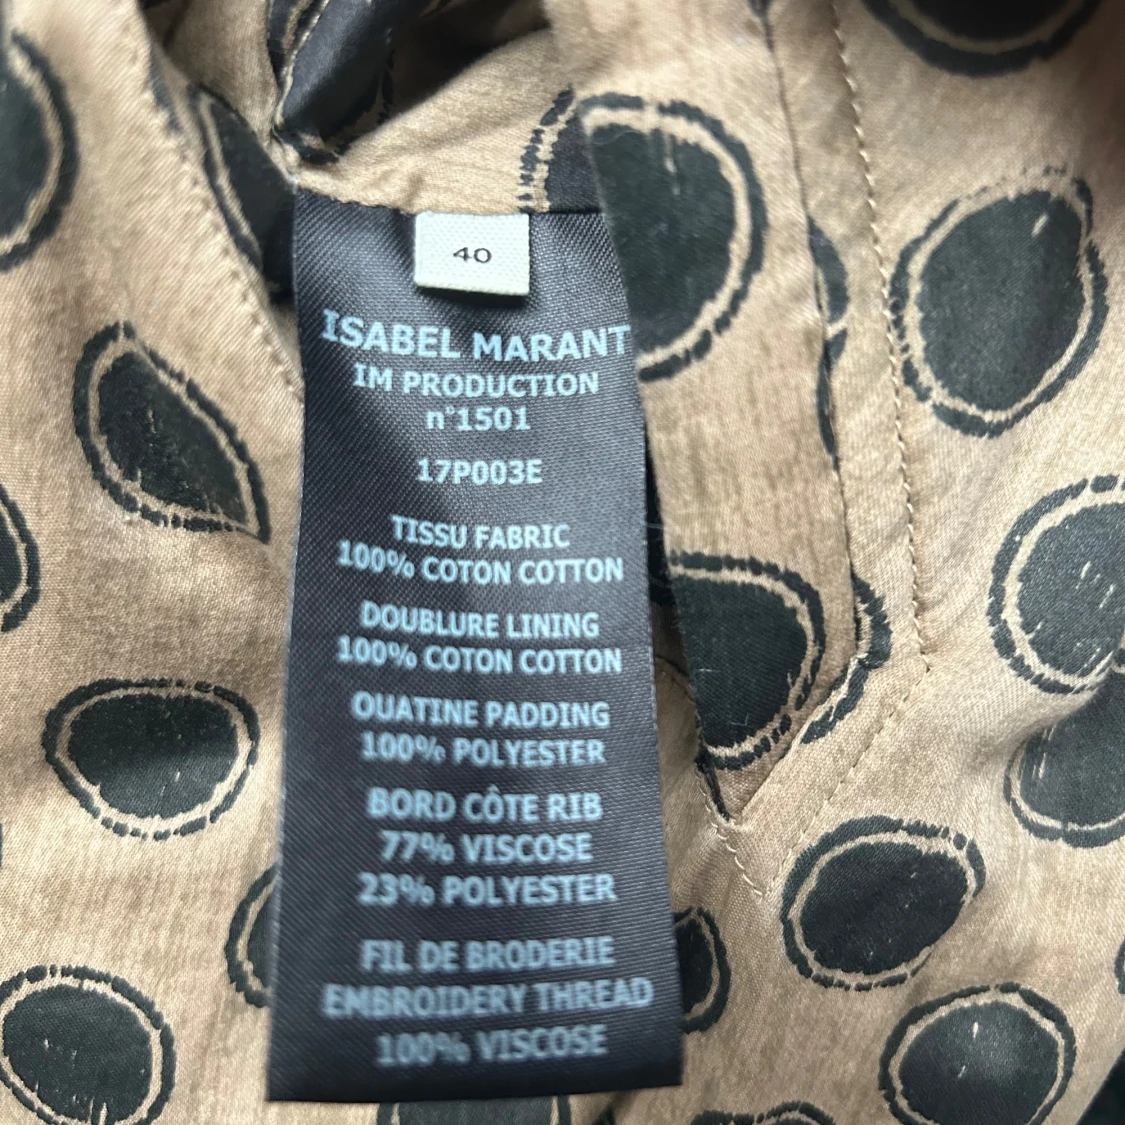 40
ISABEL MARANT
IM PRODUCTION
n°1501
17P003E
TISSU FABRIC
100% COTON COTTON
DOUBLURE LINING
100% COTON COTTON
OUATINE PADDING
100% POLYESTER
BORD CÔTE RIB
77% VISCOSE
23% POLYESTER
FIL DE BRODERIE
EMBROIDERY THREAD
100% VISCOSE